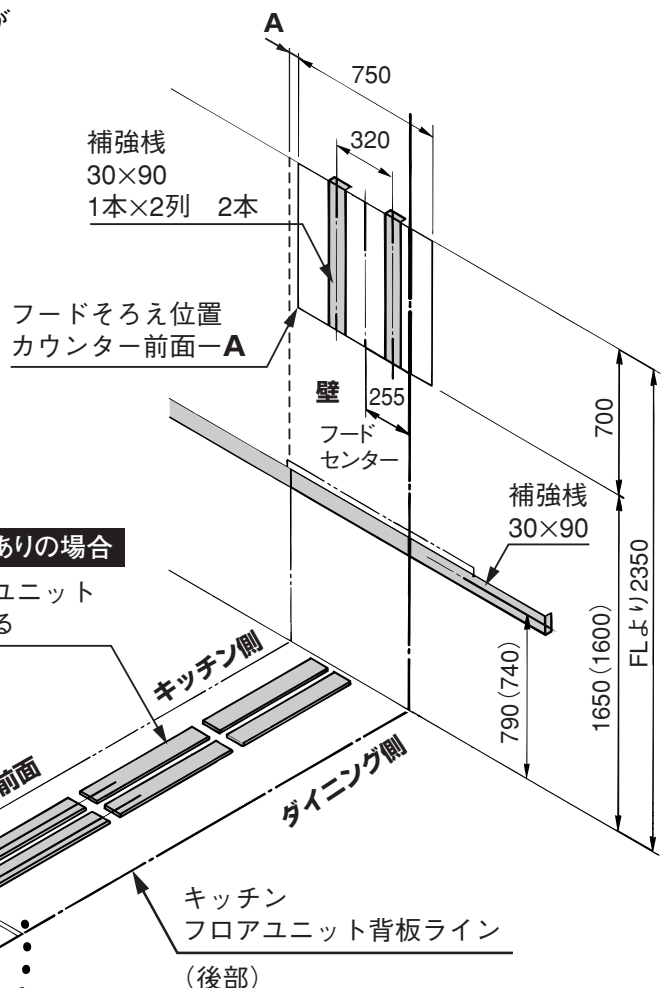 が
A
750
320
補強桟
30×90
1本×2列　2本
フードそろえ位置
カウンター前面ーA
壁
255
フード
センター
700
補強桟
30×90
FLより2350
1650(1600)
790(740)
ありの場合
ユニット
る
キッチン側
前面
ダイニング側
キッチン
フロアユニット背板ライン
(後部)